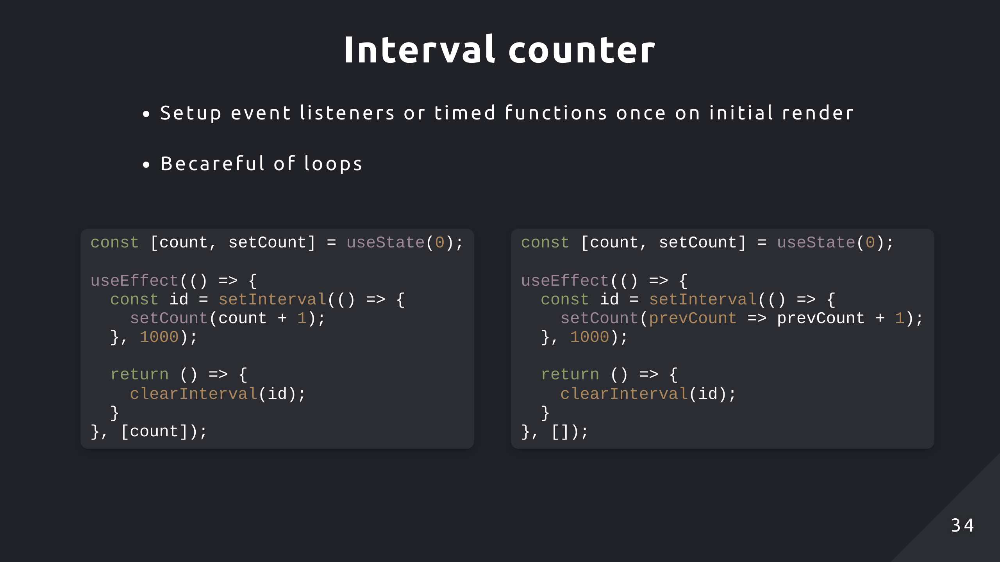 Interval counter
• Setup event listeners or timed functions once on initial render
• Becareful of loops
const [count, setCount] = useState(0);
useEffect(() => {
  const id = setInterval(() => {
    setCount(count + 1);
  }, 1000);
  return () => {
    clearInterval(id);
  }
}, [count]);
const [count, setCount] = useState(0);
useEffect(() => {
  const id = setInterval(() => {
    setCount(prevCount => prevCount + 1);
  }, 1000);
  return () => {
    clearInterval(id);
  }
}, []);
34